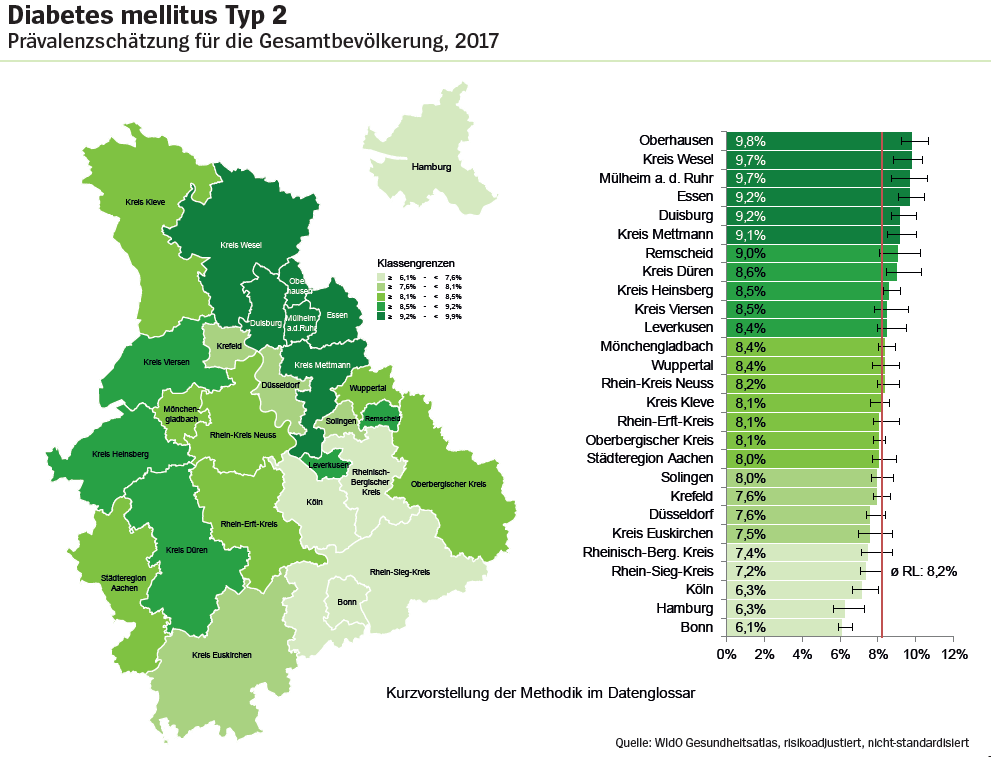 Diabetes mellitus Typ 2
Prävalenzschätzung für die Gesamtbevölkerung, 2017
Hamburg
Kreis Kleve
Kreis Wesel
Ober
hausen
Duisburg
Mülheim
a.d.Ruhr
Essen
Krefeld
Kreis Viersen
Kreis Mettmann
Düsseldorf
Wuppertal
Mönchen-
gladbach
Solingen
Remscheid
Rhein-Kreis Neuss
Kreis Heinsberg
Leverkusen
Rheinisch-
Bergischer
Kreis
Oberbergischer Kreis
Köln
Rhein-Erft-Kreis
Kreis Düren
Rhein-Sieg-Kreis
Städteregion
Aachen
Bonn
Kreis Euskirchen
Klassengrenzen
≥ 6,1% - < 7,6%
≥ 7,6% - < 8,1%
≥ 8,1% - < 8,5%
≥ 8,5% - < 9,2%
≥ 9,2% - < 9,9%
Oberhausen 9,8%
Kreis Wesel 9,7%
Mülheim a. d. Ruhr 9,7%
Essen 9,2%
Duisburg 9,2%
Kreis Mettmann 9,1%
Remscheid 9,0%
Kreis Düren 8,6%
Kreis Heinsberg 8,5%
Kreis Viersen 8,5%
Leverkusen 8,4%
Mönchengladbach 8,4%
Wuppertal 8,4%
Rhein-Kreis Neuss 8,2%
Kreis Kleve 8,1%
Rhein-Erft-Kreis 8,1%
Oberbergischer Kreis 8,1%
Städteregion Aachen 8,0%
Solingen 8,0%
Krefeld 7,6%
Düsseldorf 7,6%
Kreis Euskirchen 7,5%
Rheinisch-Berg. Kreis 7,4%
Rhein-Sieg-Kreis 7,2% ø RL: 8,2%
Köln 6,3%
Hamburg 6,3%
Bonn 6,1%
0% 2% 4% 6% 8% 10% 12%
Kurzvorstellung der Methodik im Datenglossar
Quelle: WIdO Gesundheitsatlas, risikoadjustiert, nicht-standardisiert